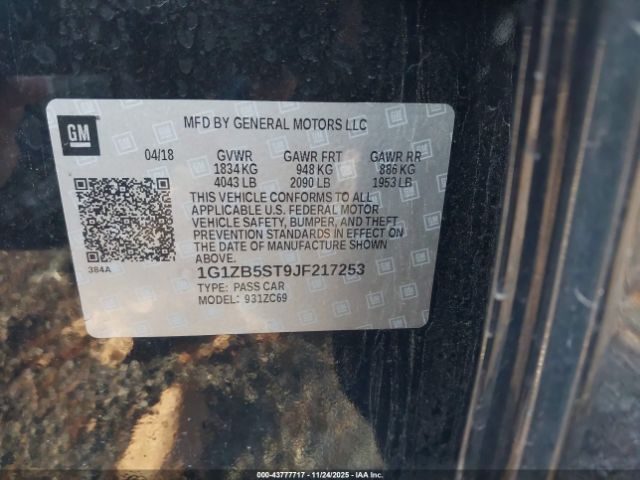 GM
MFD BY GENERAL MOTORS LLC
04/18 GVWR GAWR FRT GAWR RR
1834 KG 948 KG 886 KG
4043 LB 2090 LB 1953 LB
THIS VEHICLE CONFORMS TO ALL
APPLICABLE U.S. FEDERAL MOTOR
VEHICLE SAFETY, BUMPER, AND THEFT
PREVENTION STANDARDS IN EFFECT
ON THE DATE OF MANUFACTURE SHOWN
ABOVE.
384A
1G1ZB5ST9JF217253
TYPE: PASS CAR
MODEL: 931ZC69
000-43777717 - 11/24/2025 - IAA Inc.